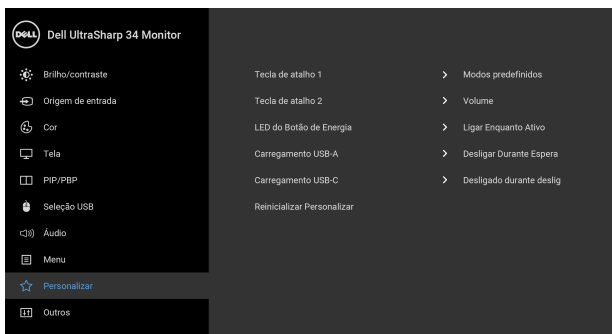 DELL Dell UltraSharp 34 Monitor
Brilho/contraste
Origem de entrada
Cor
Tela
PIP/PBP
Seleção USB
Áudio
Menu
Personalizar
Outros
Tecla de atalho 1 > Modos predefinidos
Tecla de atalho 2 > Volume
LED do Botão de Energia > Ligar Enquanto Ativo
Carregamento USB-A > Desligar Durante Espera
Carregamento USB-C > Desligado durante deslig
Reinicializar Personalizar